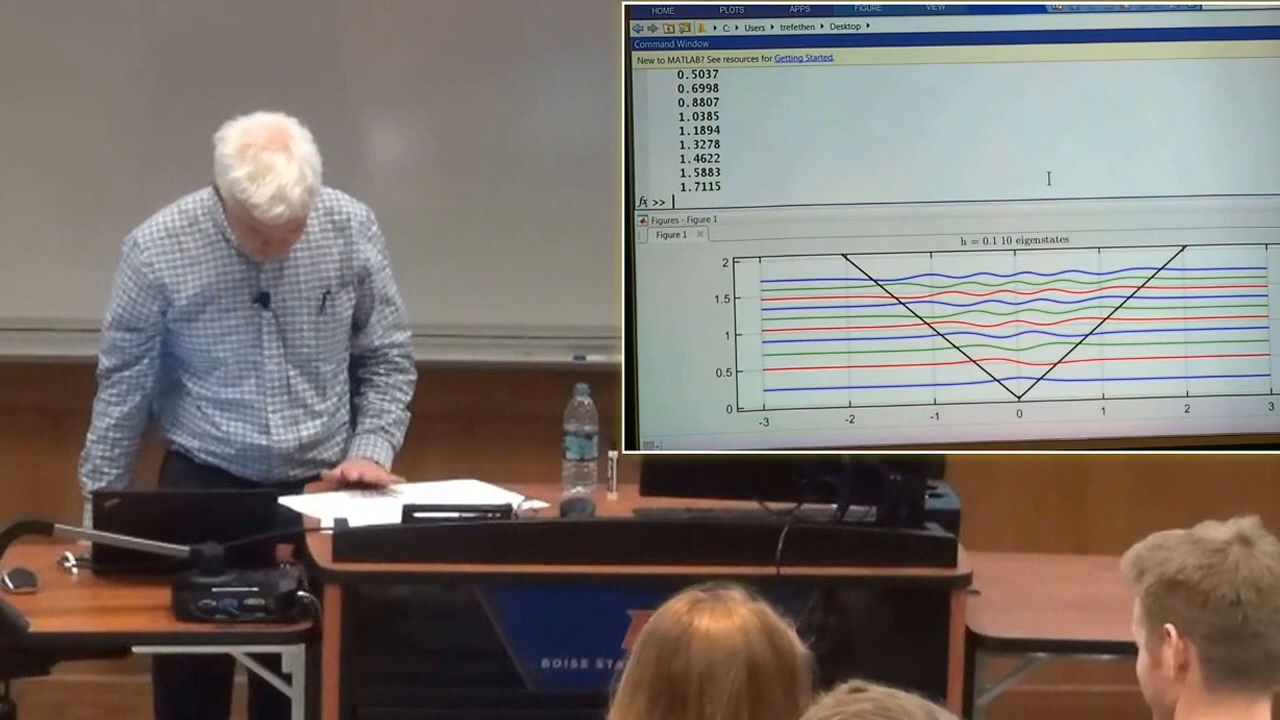 HOME PLOTS APPS FIGURE VIEW
C: Users trefethen Desktop
Command Window
New to MATLAB? See resources for Getting Started.
0.5037
0.6998
0.8807
1.0385
1.1894
1.3278
1.4622
1.5883
1.7115
fx >>
Figures - Figure 1
Figure 1
h = 0.1 10 eigenstates
2
1.5
1
0.5
0
-3 -2 -1 0 1 2 3
BOISE